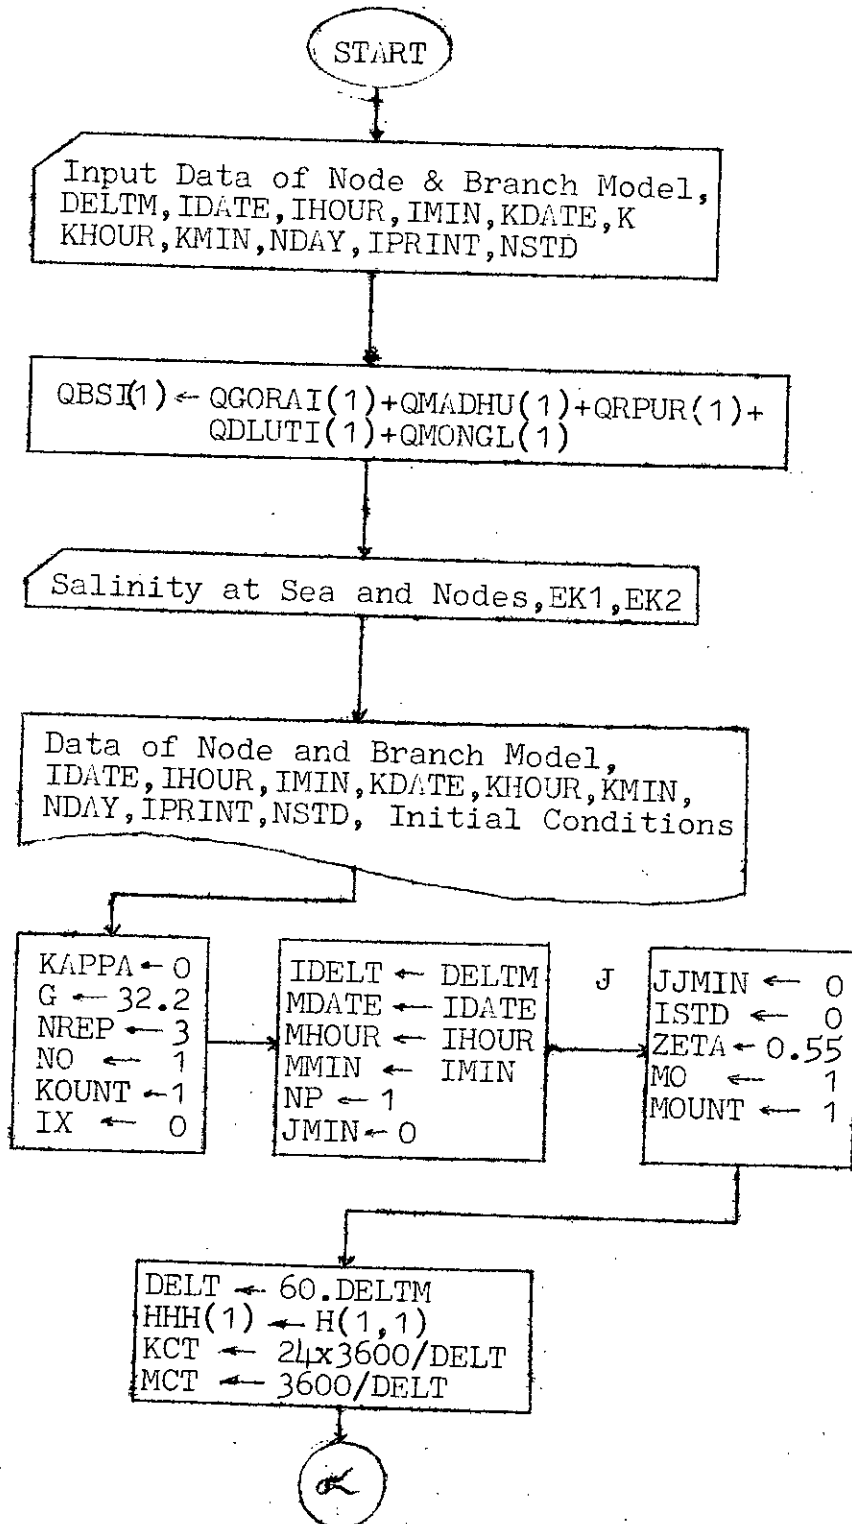 START
Input Data of Node & Branch Model,
DELTM,IDATE,IHOUR,IMIN,KDATE,K
KHOUR,KMIN,NDAY,IPRINT,NSTD
QBSI(1) ← QGORAI(1)+QMADHU(1)+QRPUR(1)+
QDLUTI(1)+QMONGL(1)
Salinity at Sea and Nodes,EK1,EK2
Data of Node and Branch Model,
IDATE,IHOUR,IMIN,KDATE,KHOUR,KMIN,
NDAY,IPRINT,NSTD, Initial Conditions
KAPPA ← 0
G ← 32.2
NREP ← 3
NO ← 1
KOUNT ← 1
IX ← 0
IDELT ← DELTM
MDATE ← IDATE
MHOUR ← IHOUR
MMIN ← IMIN
NP ← 1
JMIN ← 0
J
JJMIN ← 0
ISTD ← 0
ZETA ← 0.55
MO ← 1
MOUNT ← 1
DELT ← 60.DELTM
HHH(1) ← H(1,1)
KCT ← 24x3600/DELT
MCT ← 3600/DELT
α